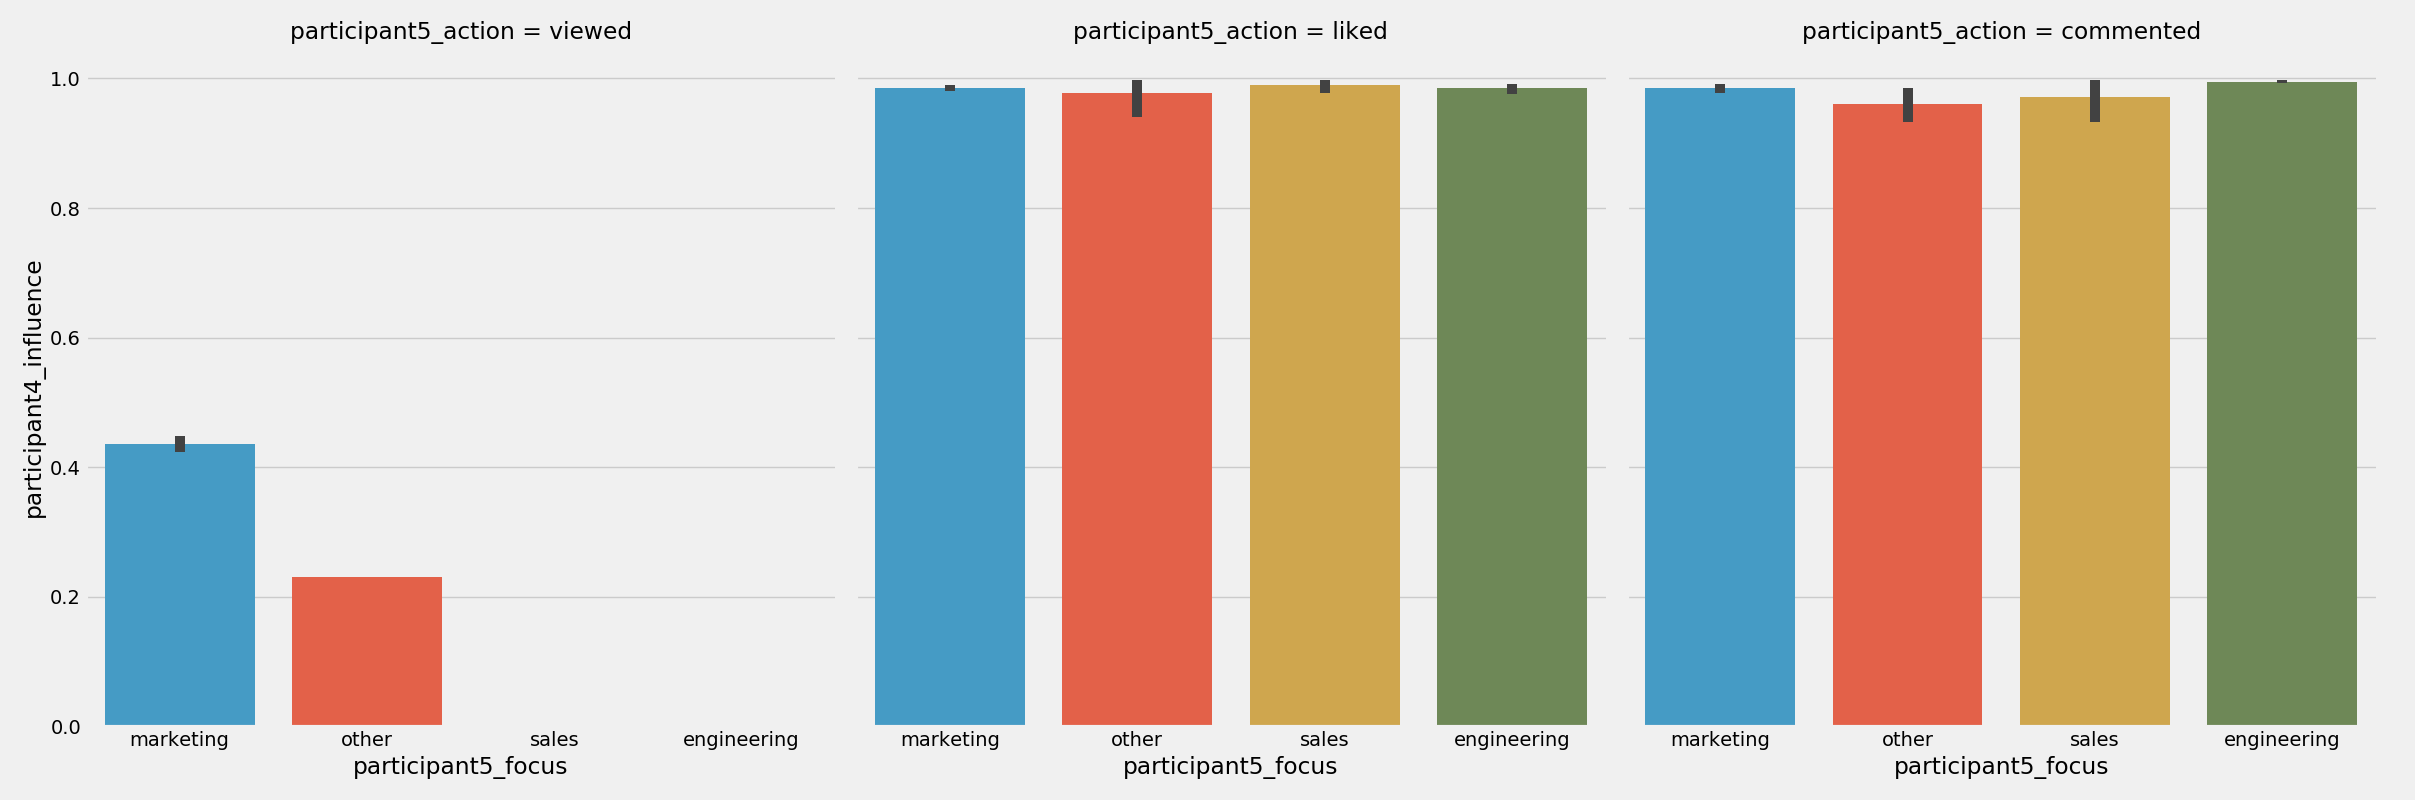 participant5_action = viewed
participant5_action = liked
participant5_action = commented
participant4_influence
1.0
0.8
0.6
0.4
0.2
0.0
marketing other sales engineering
marketing other sales engineering
marketing other sales engineering
participant5_focus
participant5_focus
participant5_focus